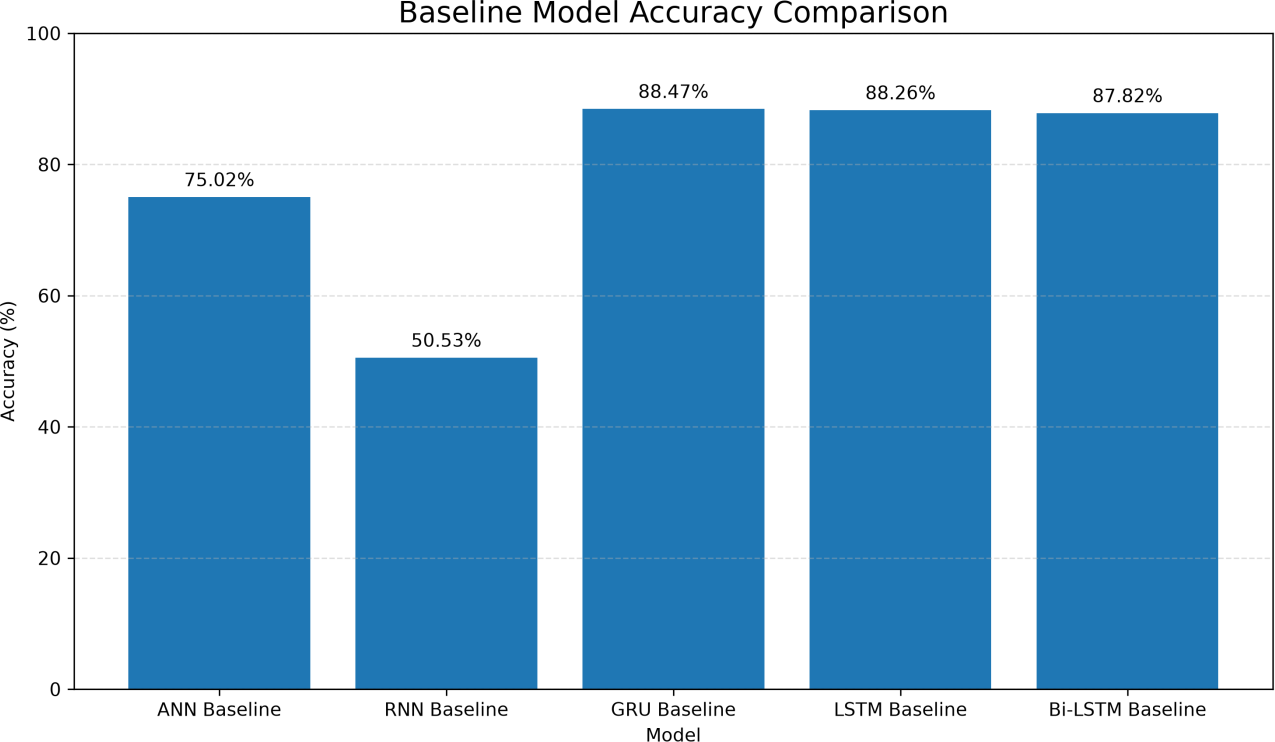 Baseline Model Accuracy Comparison
100
80
60
40
20
0
Accuracy (%)
75.02%
50.53%
88.47%
88.26%
87.82%
ANN Baseline
RNN Baseline
GRU Baseline
LSTM Baseline
Bi-LSTM Baseline
Model